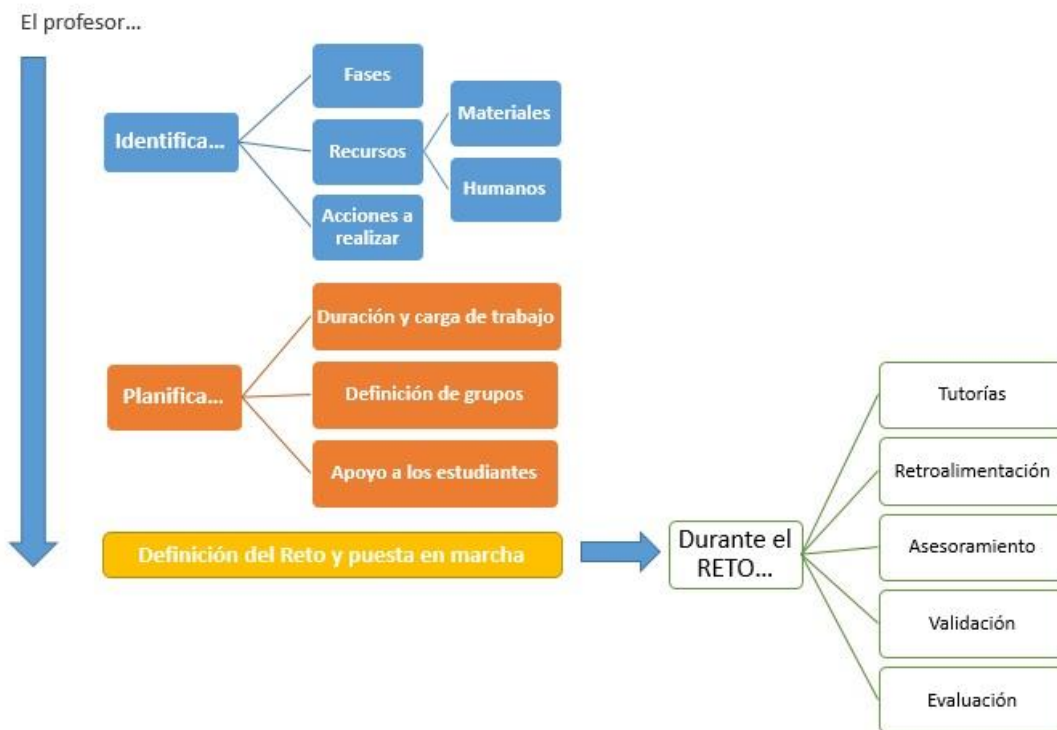 El profesor...
Identifica...
Fases
Recursos
Materiales
Humanos
Acciones a
realizar
Planifica...
Duración y carga de trabajo
Definición de grupos
Apoyo a los estudiantes
Definición del Reto y puesta en marcha
Durante el
RETO...
Tutorías
Retroalimentación
Asesoramiento
Validación
Evaluación